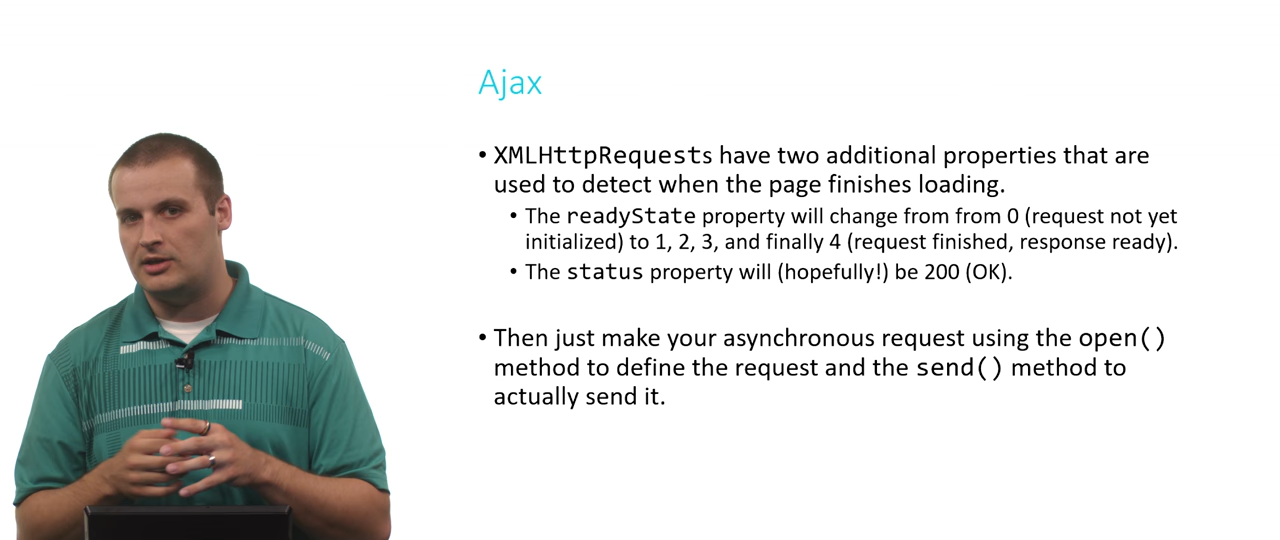 Ajax
• XMLHttpRequests have two additional properties that are
used to detect when the page finishes loading.
• The readyState property will change from from 0 (request not yet
initialized) to 1, 2, 3, and finally 4 (request finished, response ready).
• The status property will (hopefully!) be 200 (OK).
• Then just make your asynchronous request using the open()
method to define the request and the send() method to
actually send it.